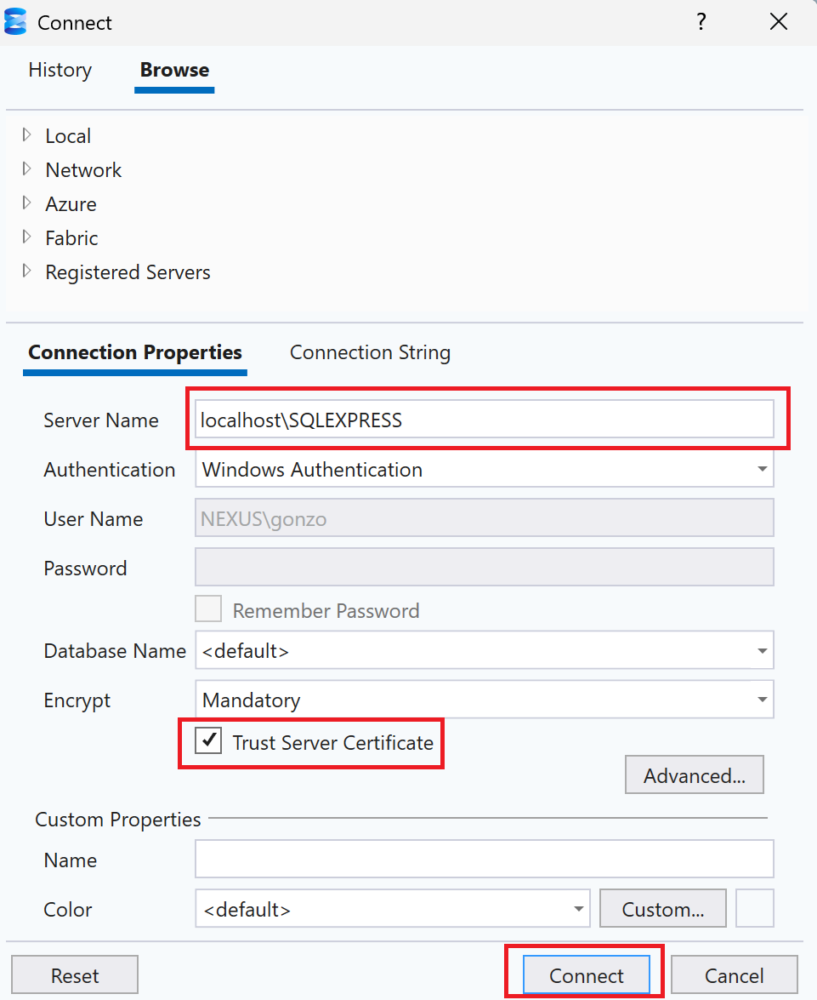 Connect ?
History Browse
Local
Network
Azure
Fabric
Registered Servers
Connection Properties Connection String
Server Name localhost\SQLEXPRESS
Authentication Windows Authentication
User Name NEXUS\gonzo
Password
Remember Password
Database Name <default>
Encrypt Mandatory
Trust Server Certificate
Advanced...
Custom Properties
Name
Color <default> Custom...
Reset Connect Cancel